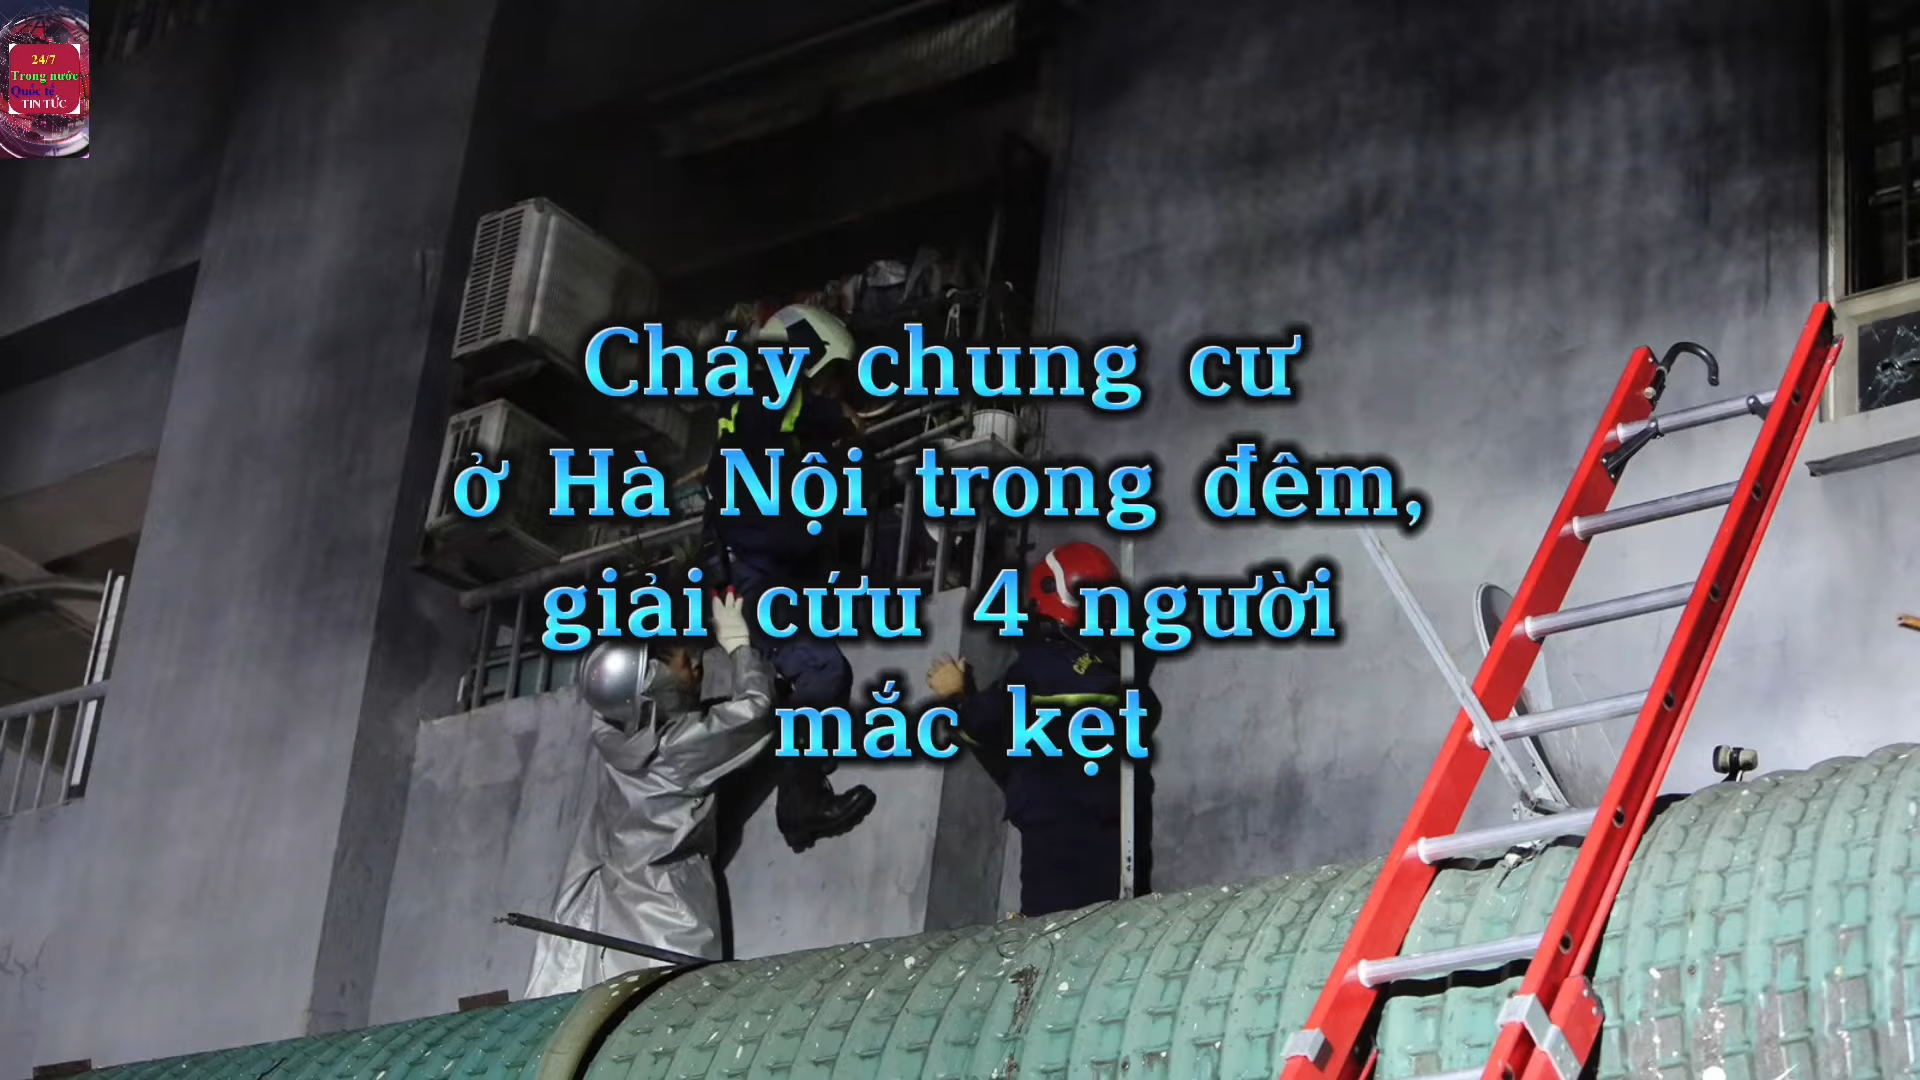 24/7
Trong nước
Quốc tế
TIN TỨC
Cháy chung cư
ở Hà Nội trong đêm,
giải cứu 4 người
mắc kẹt